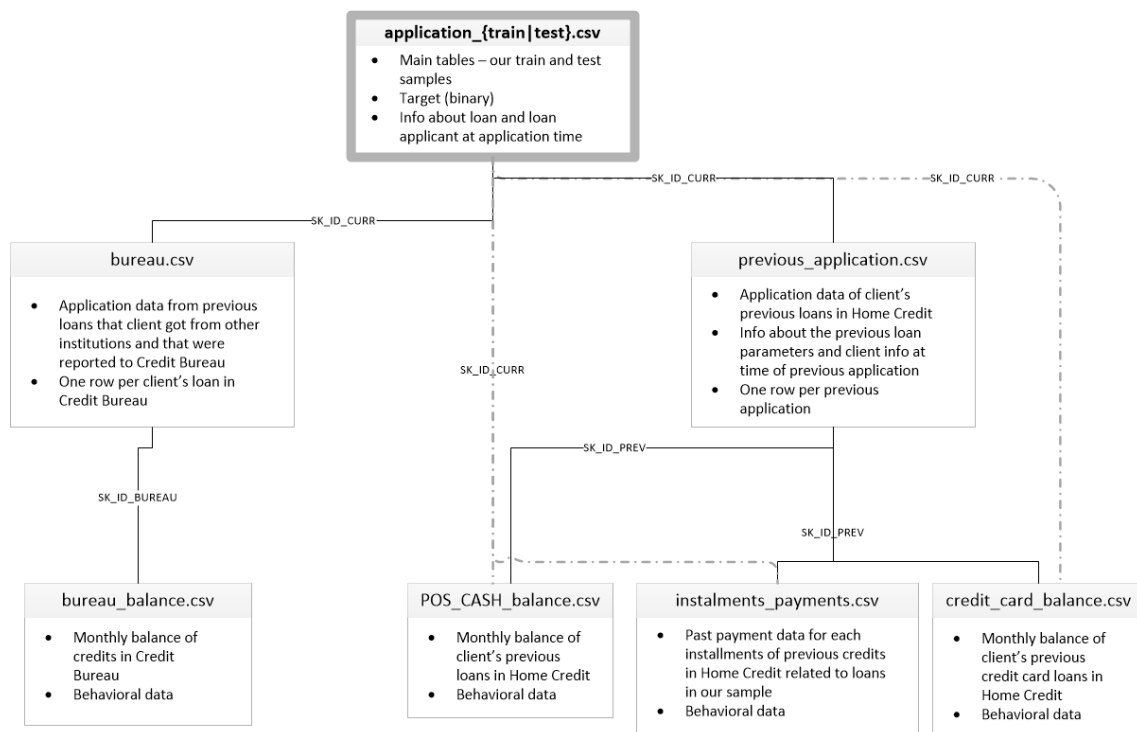 application_{train|test}.csv
• Main tables – our train and test
samples
• Target (binary)
• Info about loan and loan
applicant at application time
SK_ID_CURR
SK_ID_CURR
SK_ID_CURR
bureau.csv
• Application data from previous
loans that client got from other
institutions and that were
reported to Credit Bureau
• One row per client's loan in
Credit Bureau
previous_application.csv
• Application data of client's
previous loans in Home Credit
• Info about the previous loan
parameters and client info at
time of previous application
• One row per previous
application
SK_ID_CURR
SK_ID_PREV
SK_ID_BUREAU
SK_ID_PREV
bureau_balance.csv
• Monthly balance of
credits in Credit
Bureau
• Behavioral data
POS_CASH_balance.csv
• Monthly balance of
client's previous
loans in Home Credit
• Behavioral data
instalments_payments.csv
• Past payment data for each
installments of previous credits
in Home Credit related to loans
in our sample
• Behavioral data
credit_card_balance.csv
• Monthly balance of
client's previous
credit card loans in
Home Credit
• Behavioral data